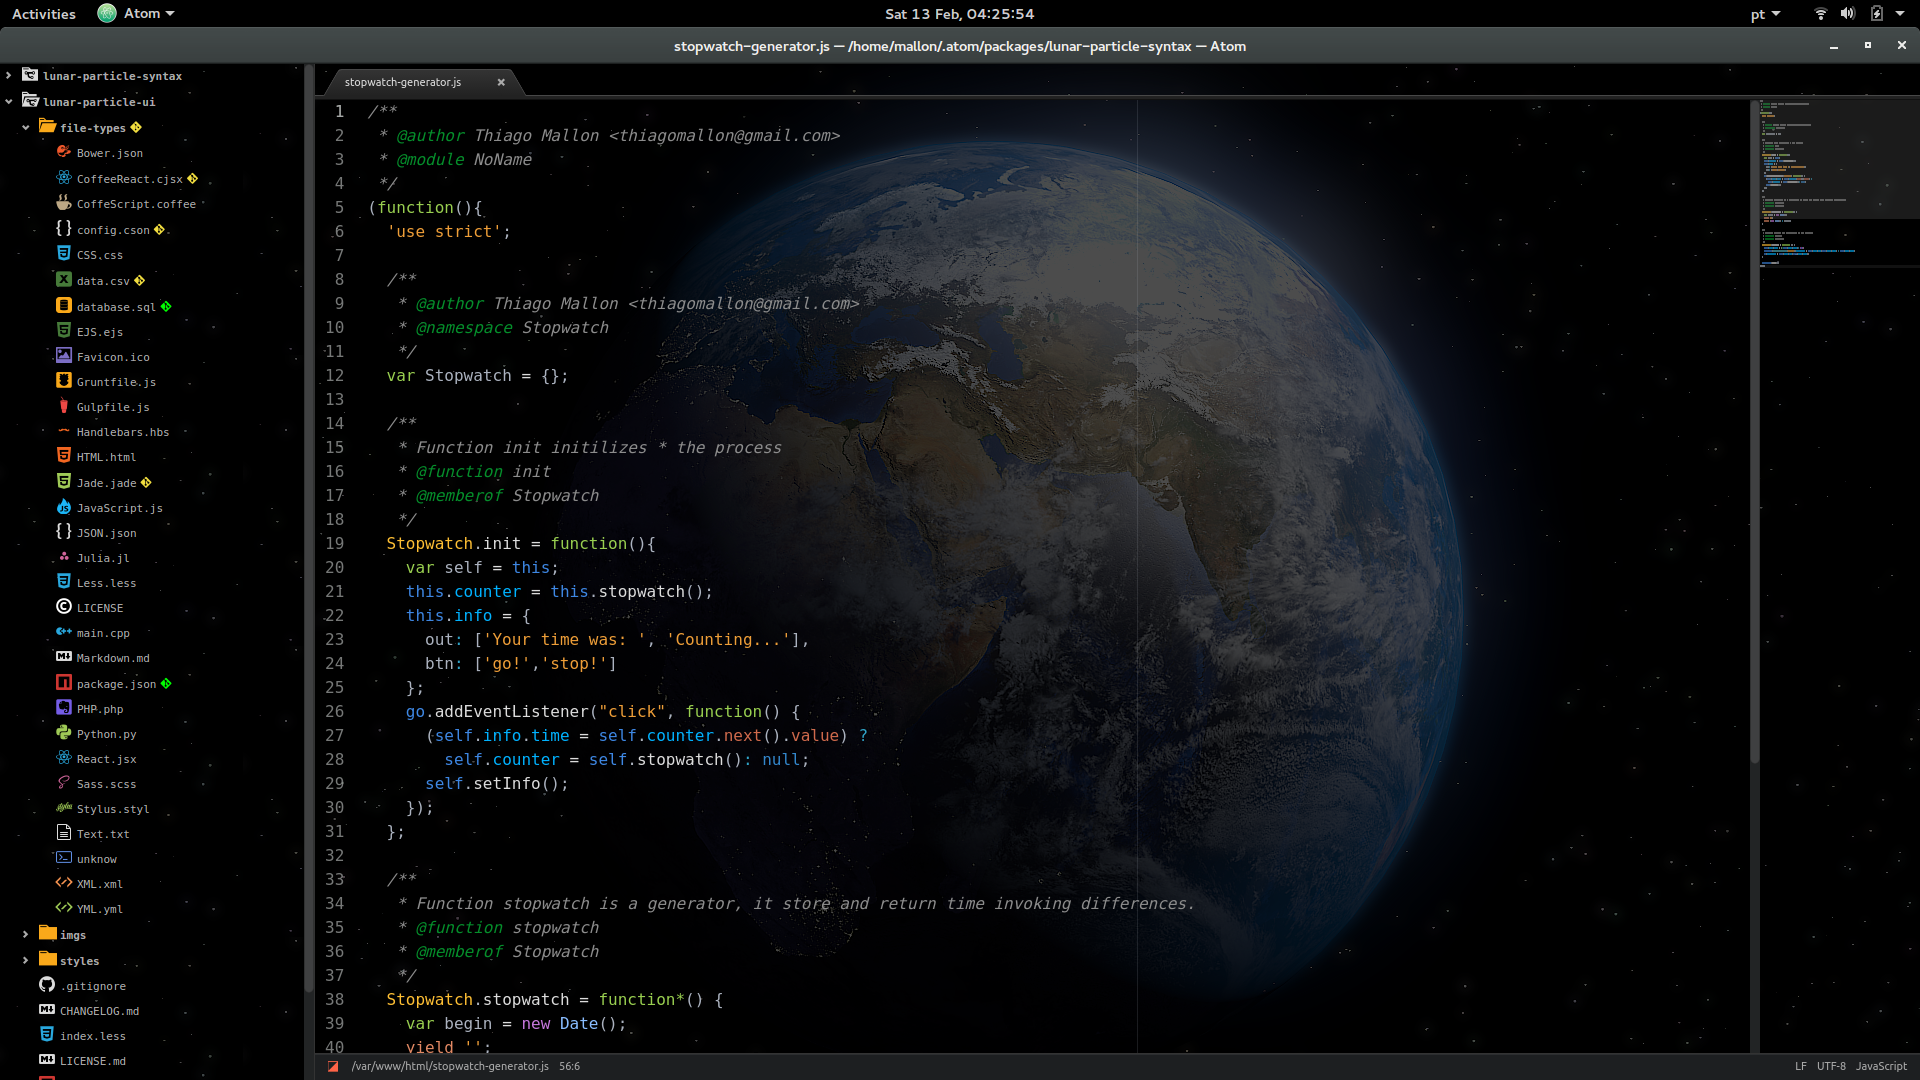 Activities Atom Sat 13 Feb, 04:25:54 pt
stopwatch-generator.js — /home/mallon/.atom/packages/lunar-particle-syntax — Atom
lunar-particle-syntax
lunar-particle-ui
file-types
Bower.json
CoffeeReact.cjsx
CoffeScript.coffee
config.cson
CSS.css
data.csv
database.sql
EJS.ejs
Favicon.ico
Gruntfile.js
Gulpfile.js
Handlebars.hbs
HTML.html
Jade.jade
JavaScript.js
JSON.json
Julia.jl
Less.less
LICENSE
main.cpp
Markdown.md
package.json
PHP.php
Python.py
React.jsx
Sass.scss
Stylus.styl
Text.txt
unknow
XML.xml
YML.yml
imgs
styles
.gitignore
CHANGELOG.md
index.less
LICENSE.md
stopwatch-generator.js
1 /**
2 * @author Thiago Mallon <thiagomallon@gmail.com>
3 * @module NoName
4 */
5 (function(){
6 'use strict';
7
8 /**
9 * @author Thiago Mallon <thiagomallon@gmail.com>
10 * @namespace Stopwatch
11 */
12 var Stopwatch = {};
13
14 /**
15 * Function init initilizes * the process
16 * @function init
17 * @memberof Stopwatch
18 */
19 Stopwatch.init = function(){
20 var self = this;
21 this.counter = this.stopwatch();
22 this.info = {
23 out: ['Your time was: ', 'Counting...'],
24 btn: ['go!','stop!']
25 };
26 go.addEventListener("click", function() {
27 (self.info.time = self.counter.next().value) ?
28 self.counter = self.stopwatch(): null;
29 self.setInfo();
30 });
31 };
32
33 /**
34 * Function stopwatch is a generator, it store and return time invoking differences.
35 * @function stopwatch
36 * @memberof Stopwatch
37 */
38 Stopwatch.stopwatch = function*() {
39 var begin = new Date();
40 yield '';
/var/www/html/stopwatch-generator.js 56:6 LF UTF-8 JavaScript